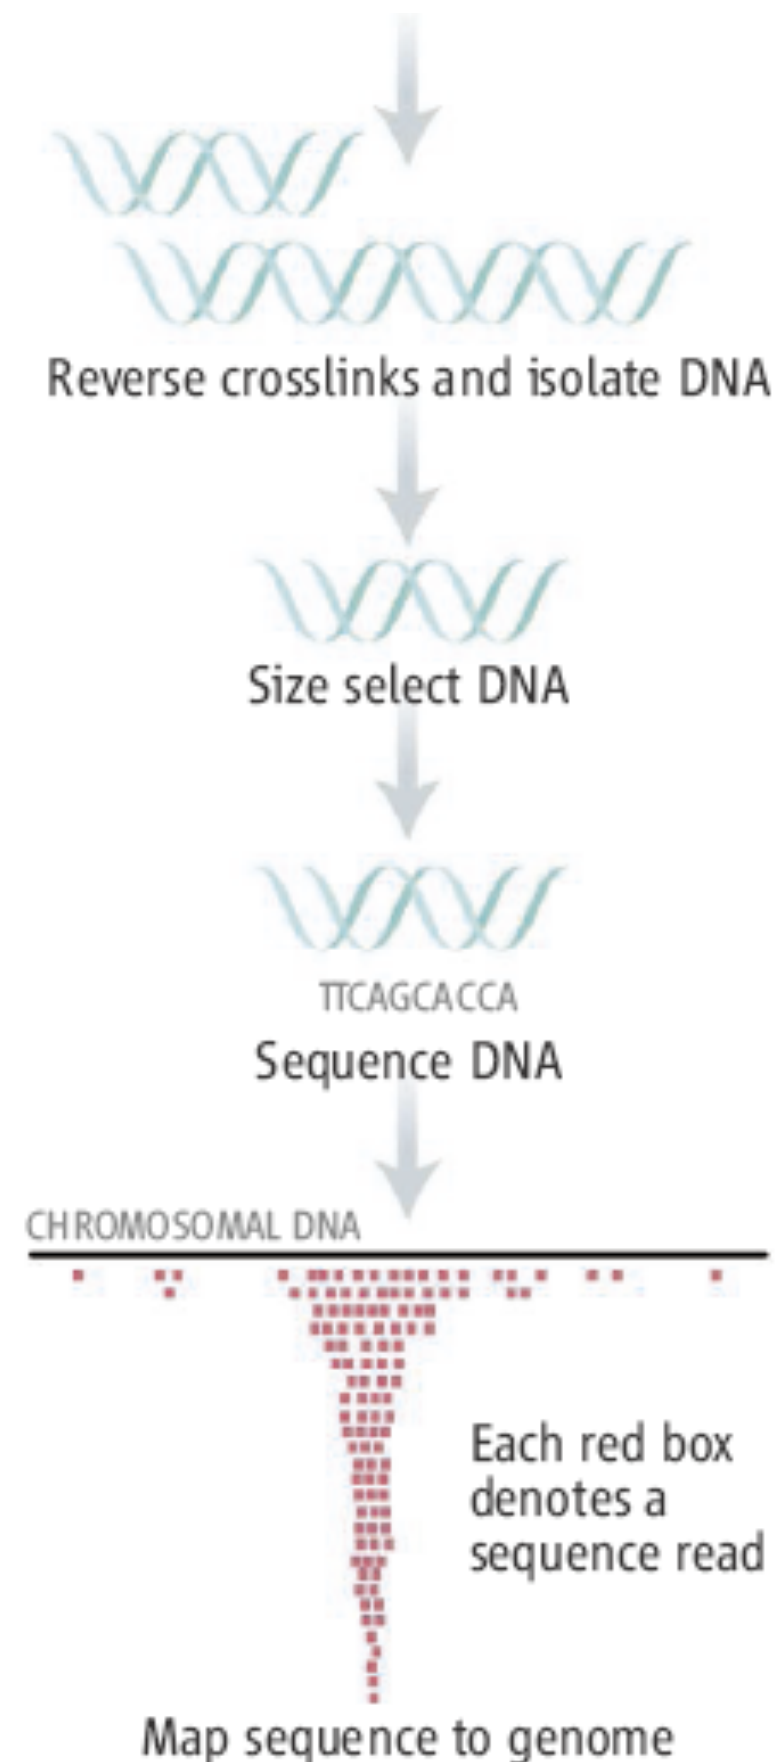 Reverse crosslinks and isolate DNA
Size select DNA
TTCAGCACCA
Sequence DNA
CHROMOSOMAL DNA
Each red box
denotes a
sequence read
Map sequence to genome